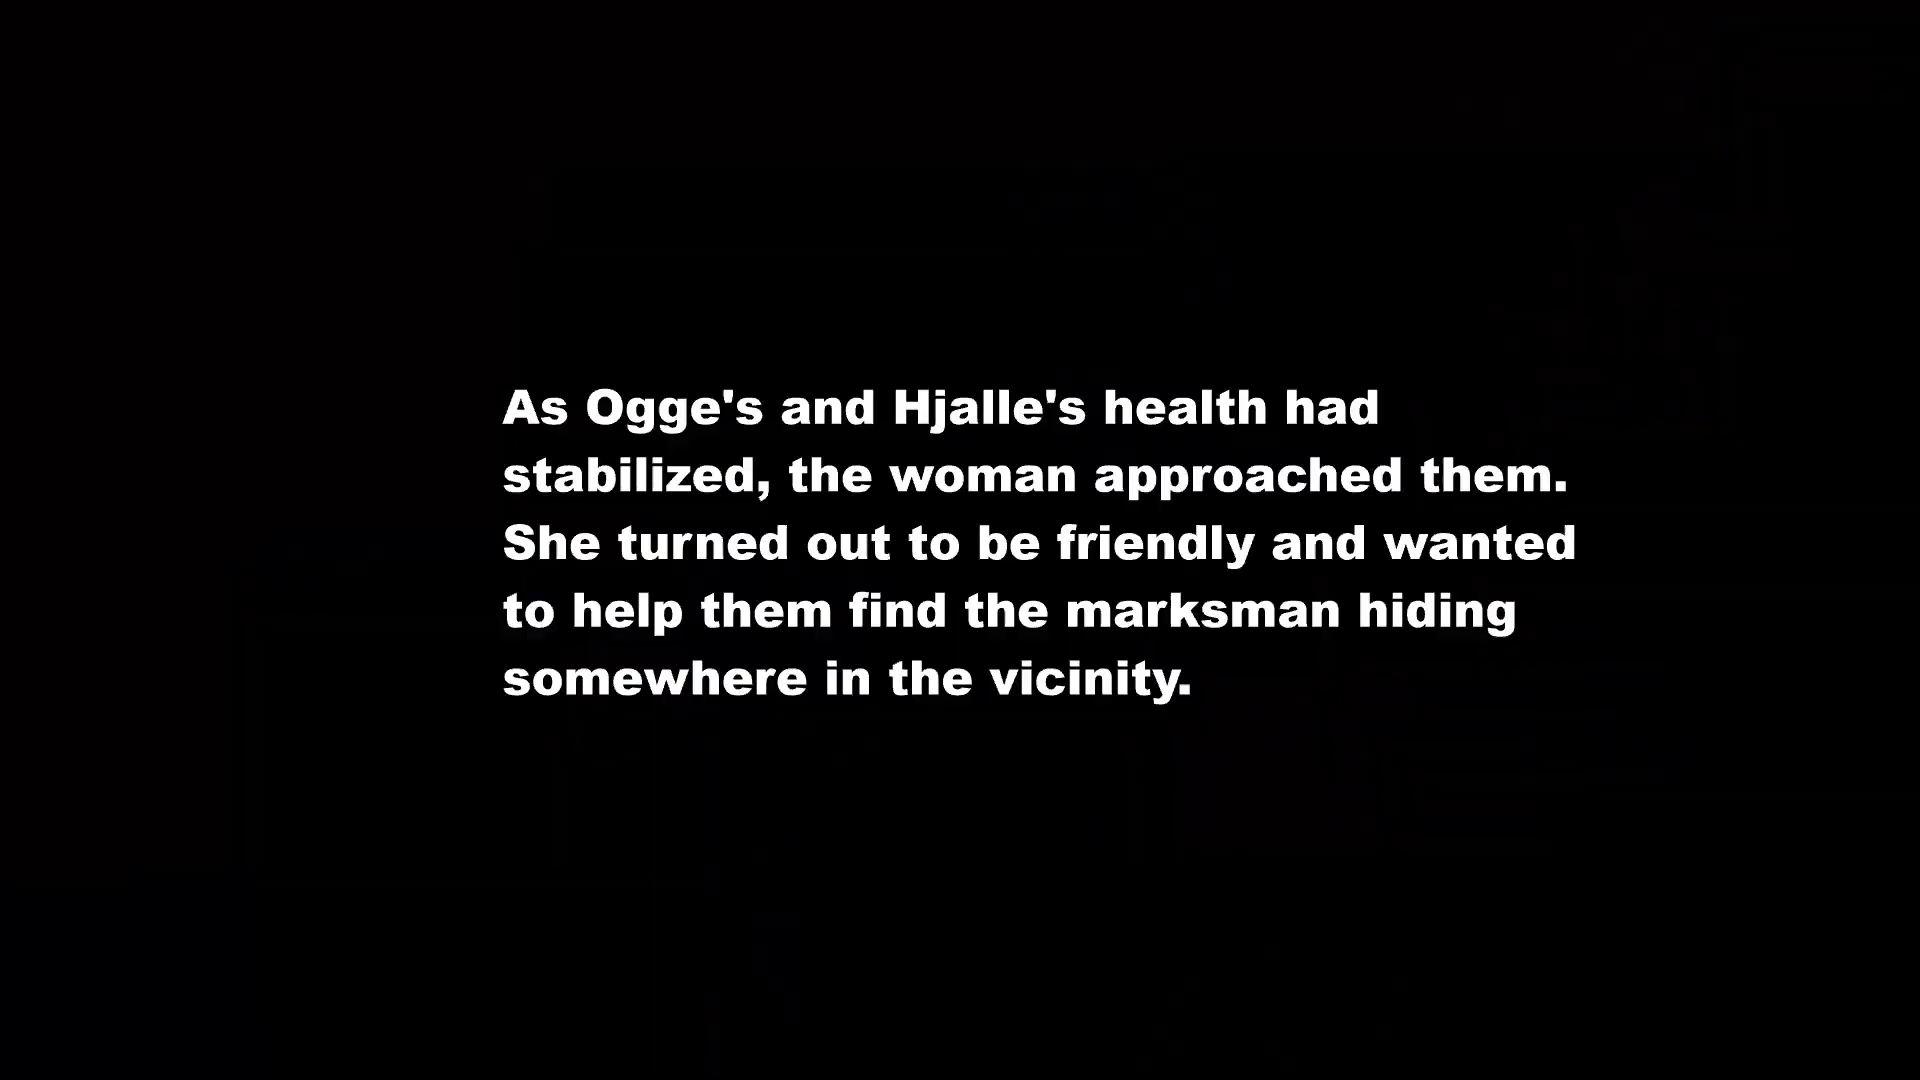 As Ogge's and Hjalle's health had
stabilized, the woman approached them.
She turned out to be friendly and wanted
to help them find the marksman hiding
somewhere in the vicinity.